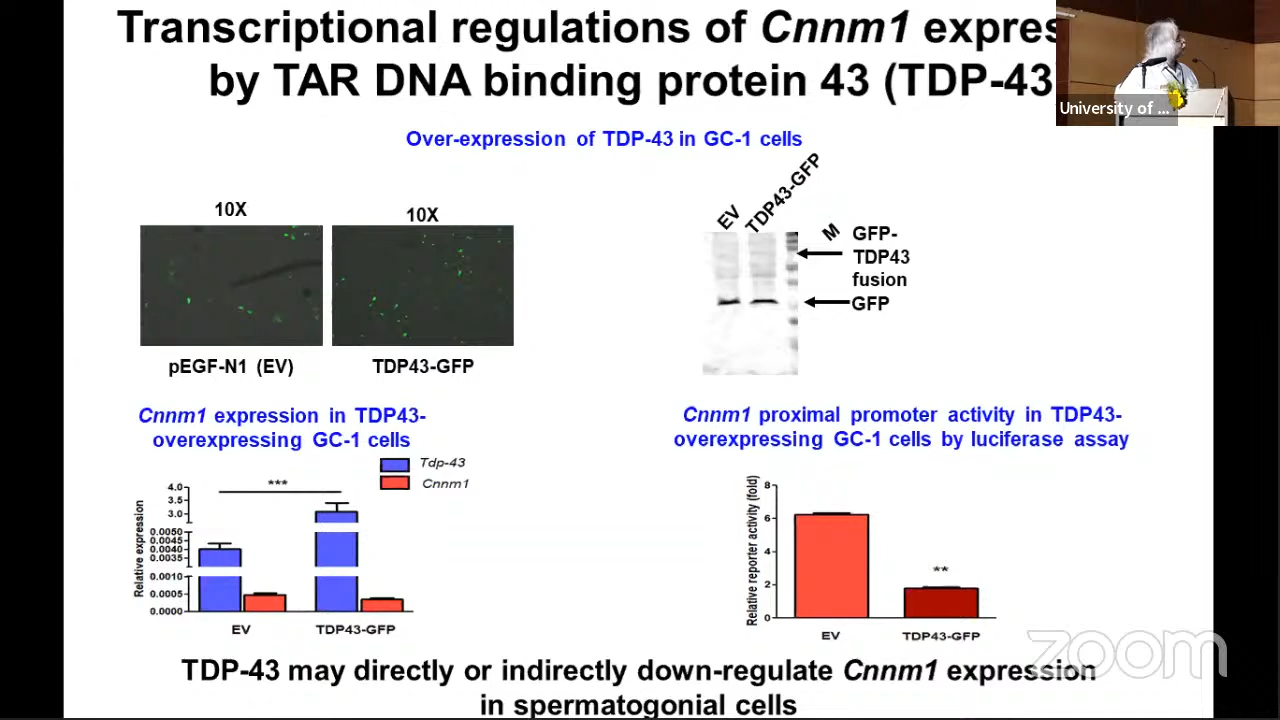 Transcriptional regulations of Cnnm1 expres
by TAR DNA binding protein 43 (TDP-43
University of ...
Over-expression of TDP-43 in GC-1 cells
10X
10X
pEGF-N1 (EV)
TDP43-GFP
EV
TDP43-GFP
M
GFP-
TDP43
fusion
GFP
Cnnm1 expression in TDP43-
overexpressing GC-1 cells
Tdp-43
Cnnm1
***
Relative expression
4.0
3.5
3.0
0.0050
0.0045
0.0040
0.0035
0.0010
0.0005
0.0000
EV
TDP43-GFP
Cnnm1 proximal promoter activity in TDP43-
overexpressing GC-1 cells by luciferase assay
Relative reporter activity (fold)
8
6
4
2
0
**
EV
TDP43-GFP
zoom
TDP-43 may directly or indirectly down-regulate Cnnm1 expression
in spermatogonial cells